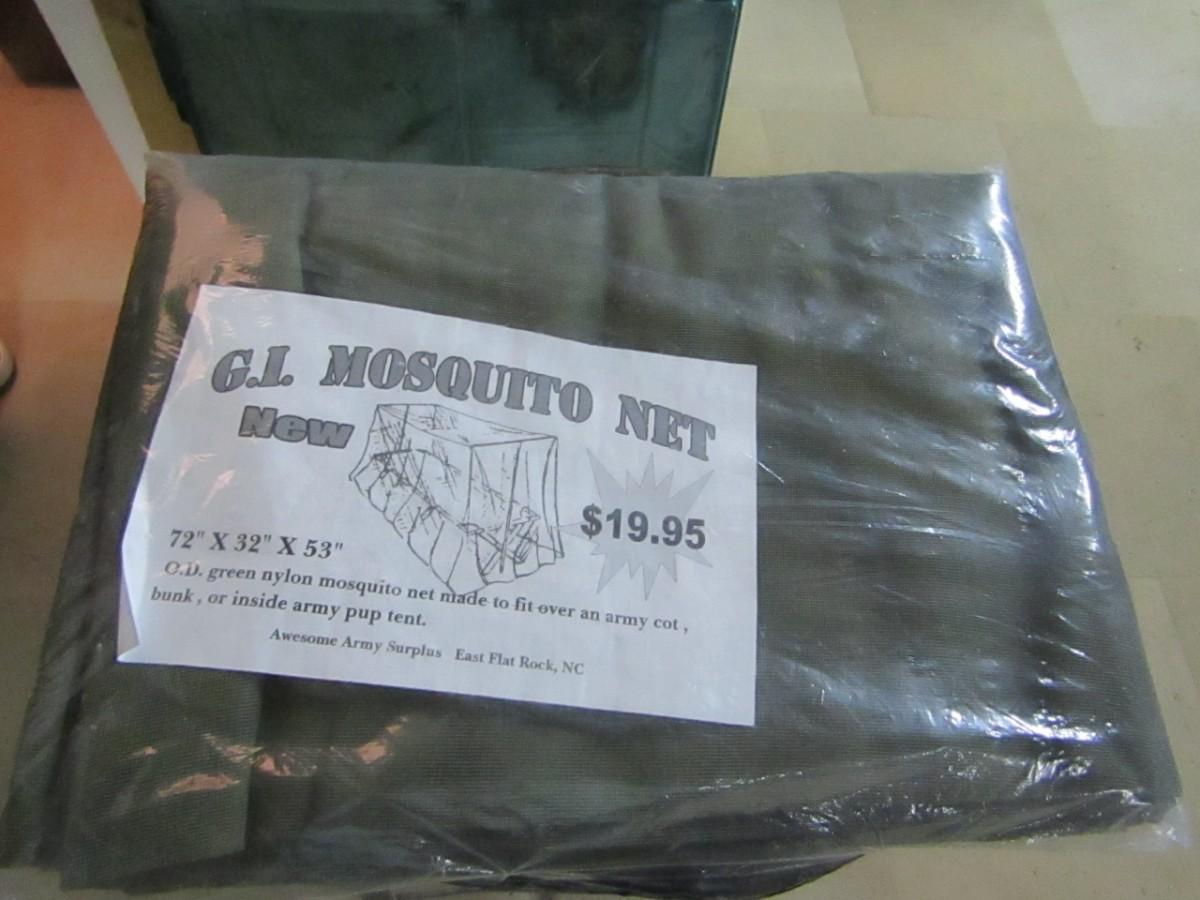 G.I. MOSQUITO NET
New
$19.95
72" X 32" X 53"
O.D. green nylon mosquito net made to fit over an army cot ,
bunk , or inside army pup tent.
Awesome Army Surplus East Flat Rock, NC